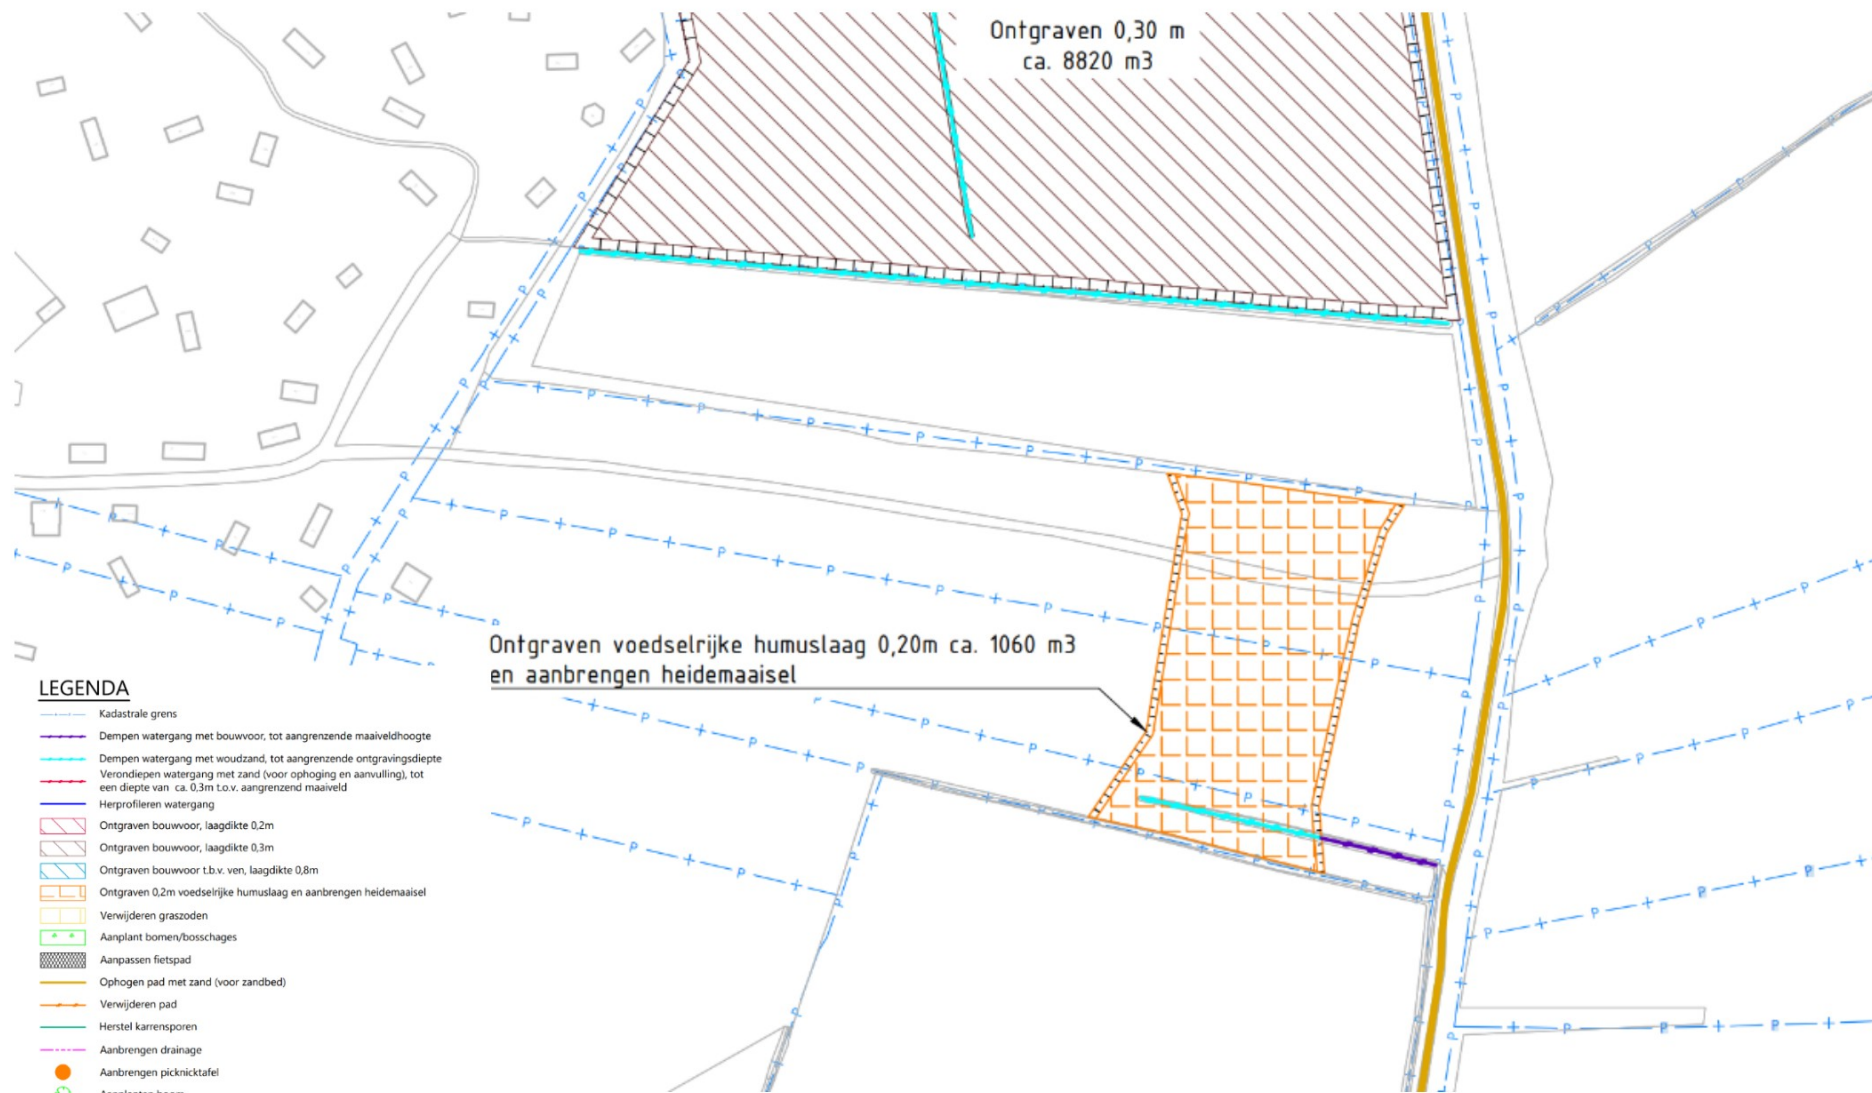 Ontgraven 0,30 m
ca. 8820 m3
Ontgraven voedselrijke humuslaag 0,20m ca. 1060 m3
en aanbrengen heidemaaisel
LEGENDA
Kadastrale grens
Dempen watergang met bouwvoor, tot aangrenzende maaiveldhoogte
Dempen watergang met woudzand, tot aangrenzende ontgravingsdiepte
Verondiepen watergang met zand (voor ophoging en aanvulling), tot
een diepte van ca. 0,3m t.o.v. aangrenzend maaiveld
Herprofileren watergang
Ontgraven bouwvoor, laagdikte 0,2m
Ontgraven bouwvoor, laagdikte 0,3m
Ontgraven bouwvoor t.b.v. ven, laagdikte 0,8m
Ontgraven 0,2m voedselrijke humuslaag en aanbrengen heidemaaisel
Verwijderen graszoden
Aanplant bomen/bosschages
Aanpassen fietspad
Ophogen pad met zand (voor zandbed)
Verwijderen pad
Herstel karrensporen
Aanbrengen drainage
Aanbrengen picknicktafel